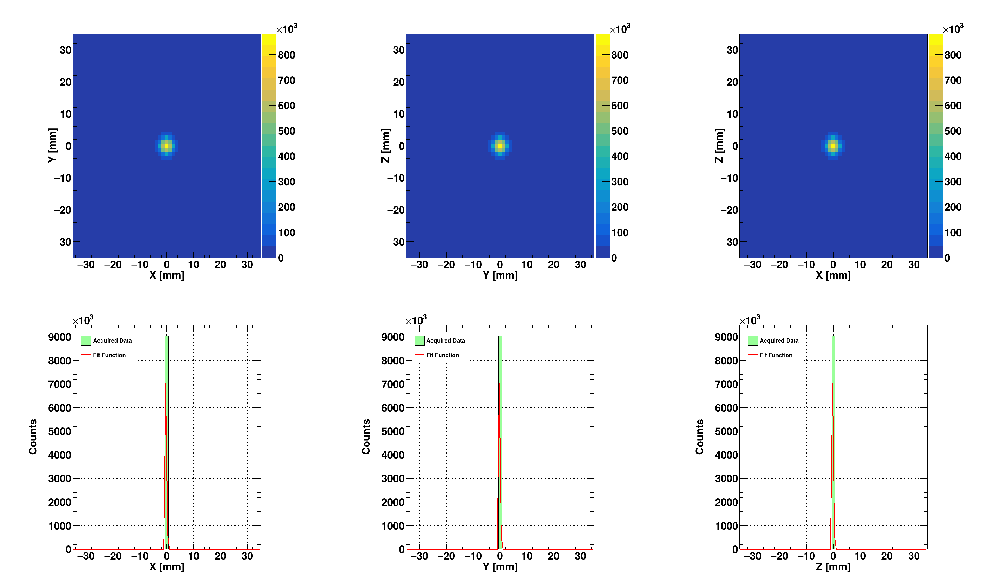 ×10³ ×10³ ×10³
30 30 30
800 800 800
20 700 20 700 20 700
10 600 10 600 10 600
500 500 500
Y [mm] 0 Z [mm] 0 Z [mm] 0
400 400 400
−10 300 −10 300 −10 300
−20 200 −20 200 −20 200
100 100 100
−30 −30 −30
0 0 0
−30 −20 −10 0 10 20 30 −30 −20 −10 0 10 20 30 −30 −20 −10 0 10 20 30
X [mm] Y [mm] X [mm]
×10³ ×10³ ×10³
9000 Acquired Data 9000 Acquired Data 9000 Acquired Data
8000 Fit Function 8000 Fit Function 8000 Fit Function
7000 7000 7000
6000 6000 6000
Counts 5000 Counts 5000 Counts 5000
4000 4000 4000
3000 3000 3000
2000 2000 2000
1000 1000 1000
0 0 0
−30 −20 −10 0 10 20 30 −30 −20 −10 0 10 20 30 −30 −20 −10 0 10 20 30
X [mm] Y [mm] Z [mm]